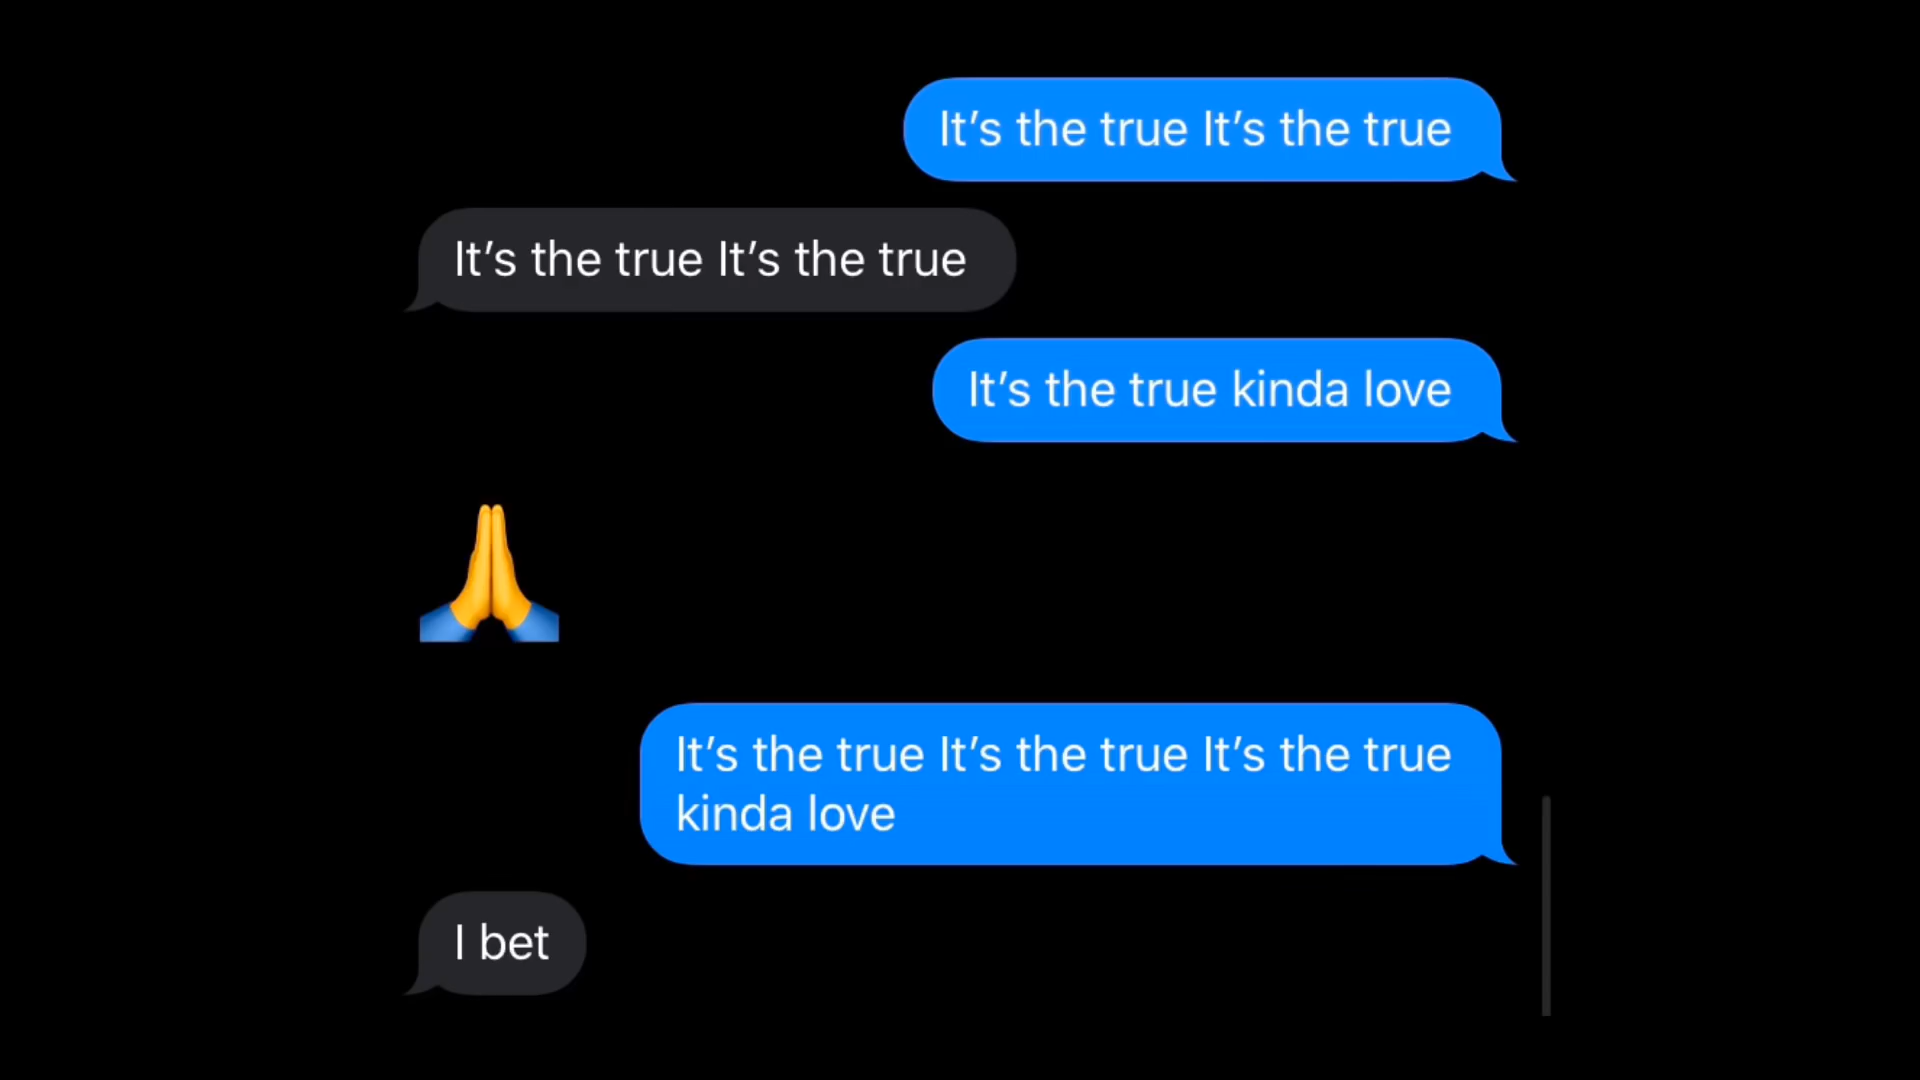 It’s the true It’s the true
It’s the true It’s the true
It’s the true kinda love
🙏
It’s the true It’s the true It’s the true
kinda love
I bet